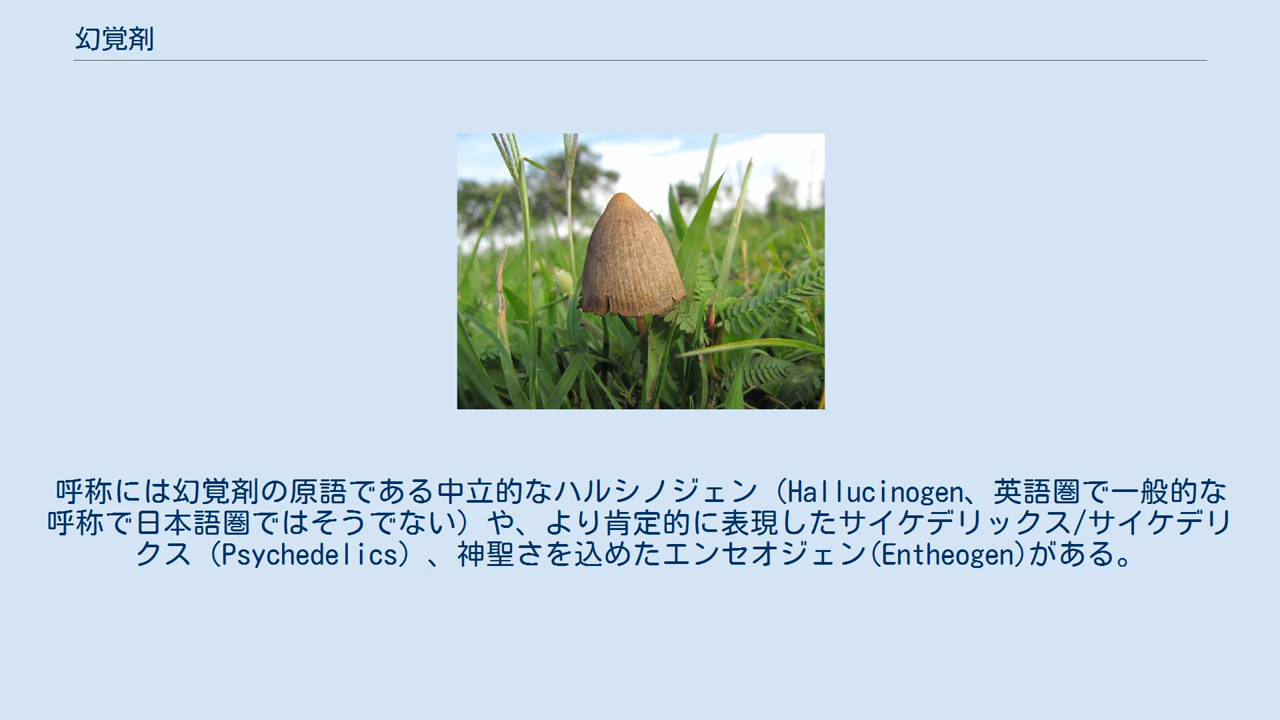 幻覚剤
呼称には幻覚剤の原語である中立的なハルシノジェン（Hallucinogen、英語圏で一般的な
呼称で日本語圏ではそうでない）や、より肯定的に表現したサイケデリックス/サイケデリ
クス（Psychedelics）、神聖さを込めたエンセオジェン(Entheogen)がある。